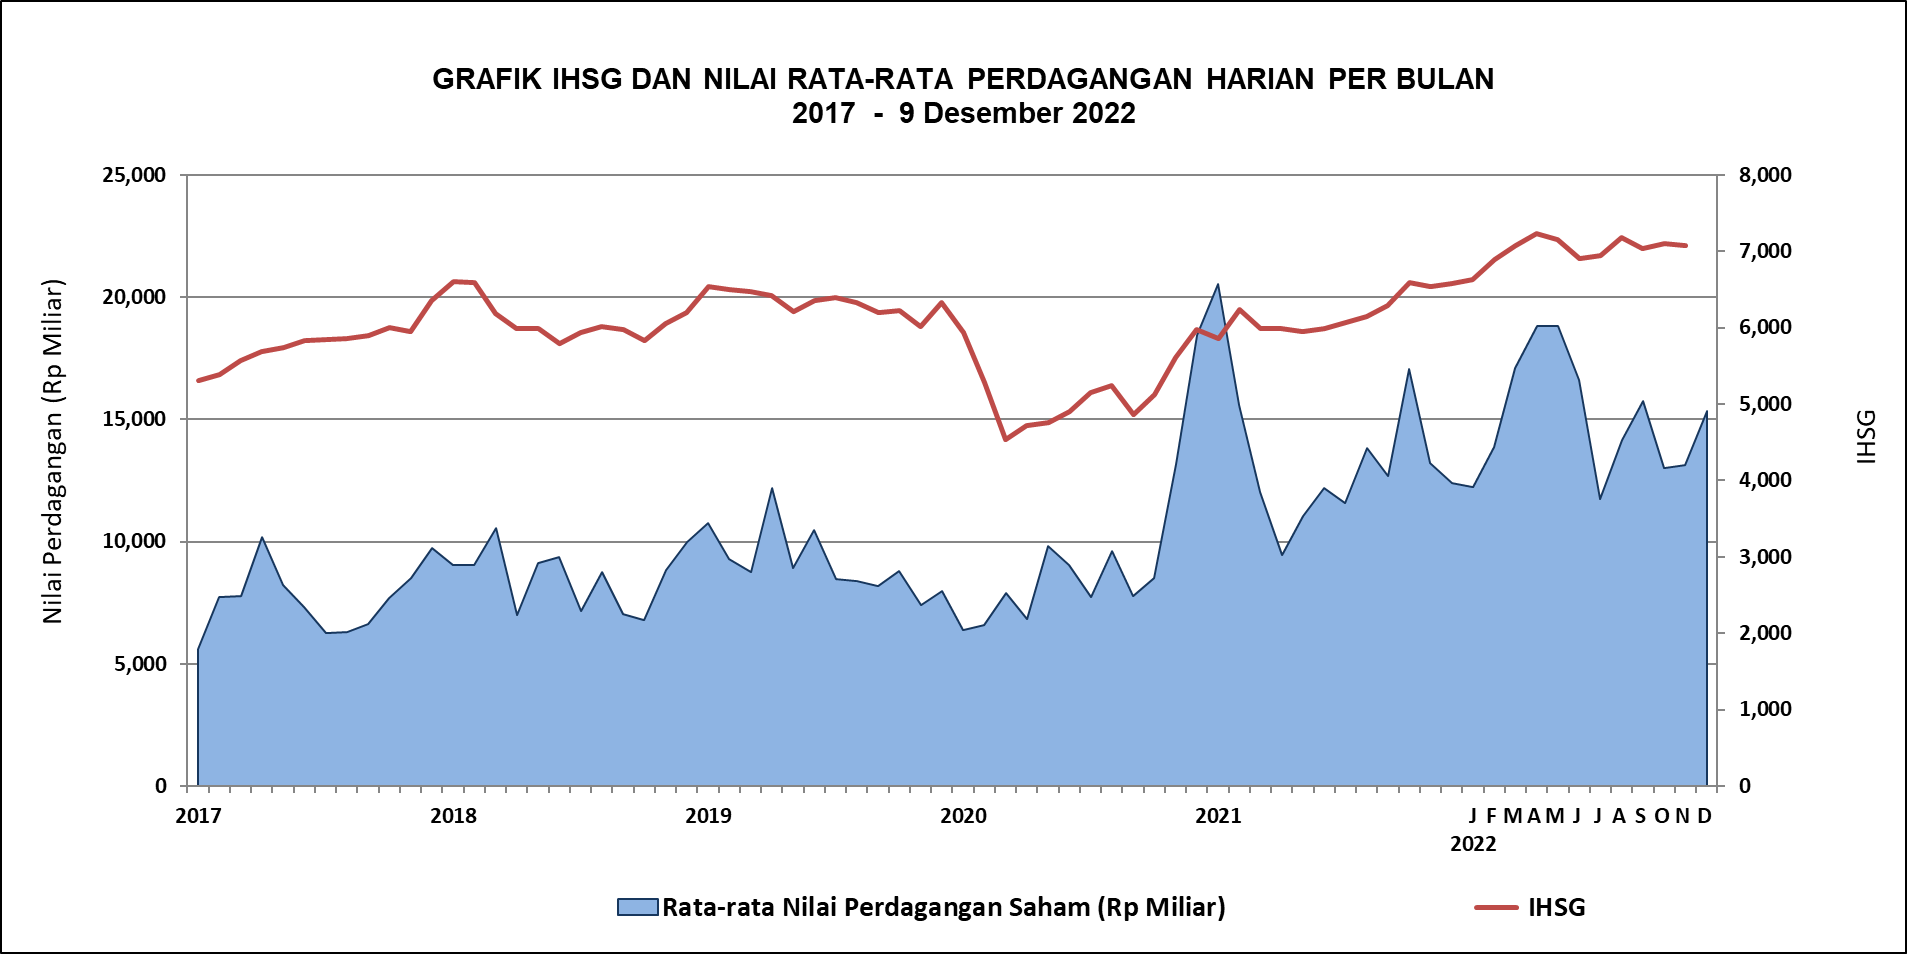 GRAFIK IHSG DAN NILAI RATA-RATA PERDAGANGAN HARIAN PER BULAN
2017 - 9 Desember 2022
Nilai Perdagangan (Rp Miliar)
25,000
20,000
15,000
10,000
5,000
0
8,000
7,000
6,000
5,000
4,000
3,000
2,000
1,000
0
IHSG
2017 2018 2019 2020 2021 J F M A M J J A S O N D
2022
Rata-rata Nilai Perdagangan Saham (Rp Miliar) IHSG